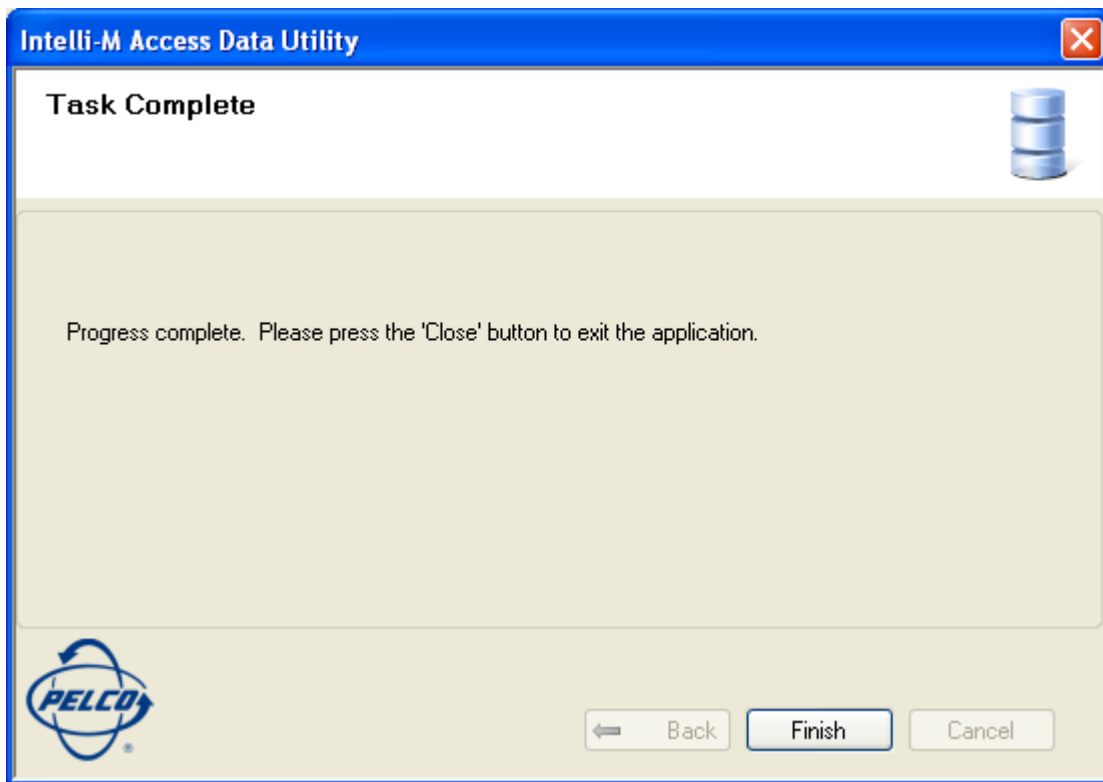 Intelli-M Access Data Utility
Task Complete
Progress complete.  Please press the 'Close' button to exit the application.
PELCO
®
Back
Finish
Cancel